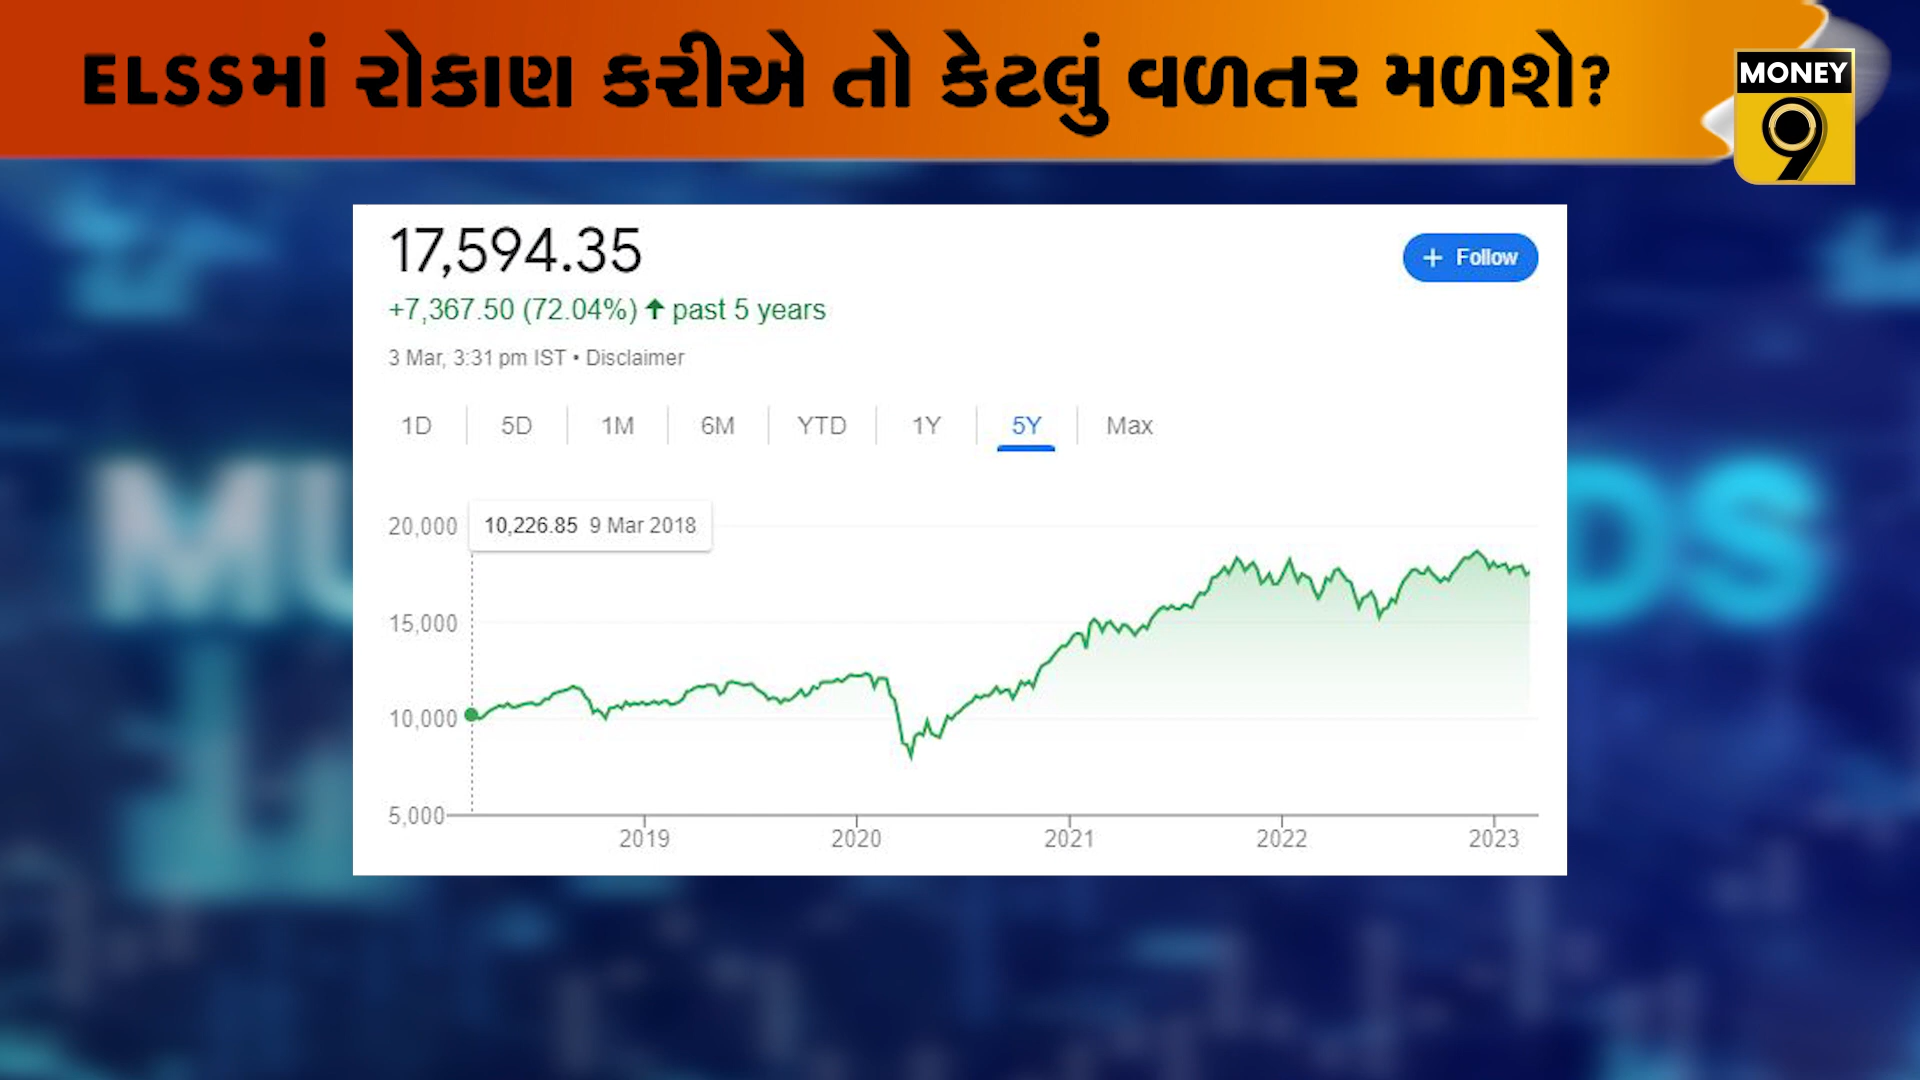 ELSSમાં રોકાણ કરીએ તો કેટલું વળતર મળશે?
MONEY
9
17,594.35
+ Follow
+7,367.50 (72.04%) ↑ past 5 years
3 Mar, 3:31 pm IST • Disclaimer
1D 5D 1M 6M YTD 1Y 5Y Max
20,000
10,226.85 9 Mar 2018
15,000
10,000
5,000
2019 2020 2021 2022 2023
MU
DS